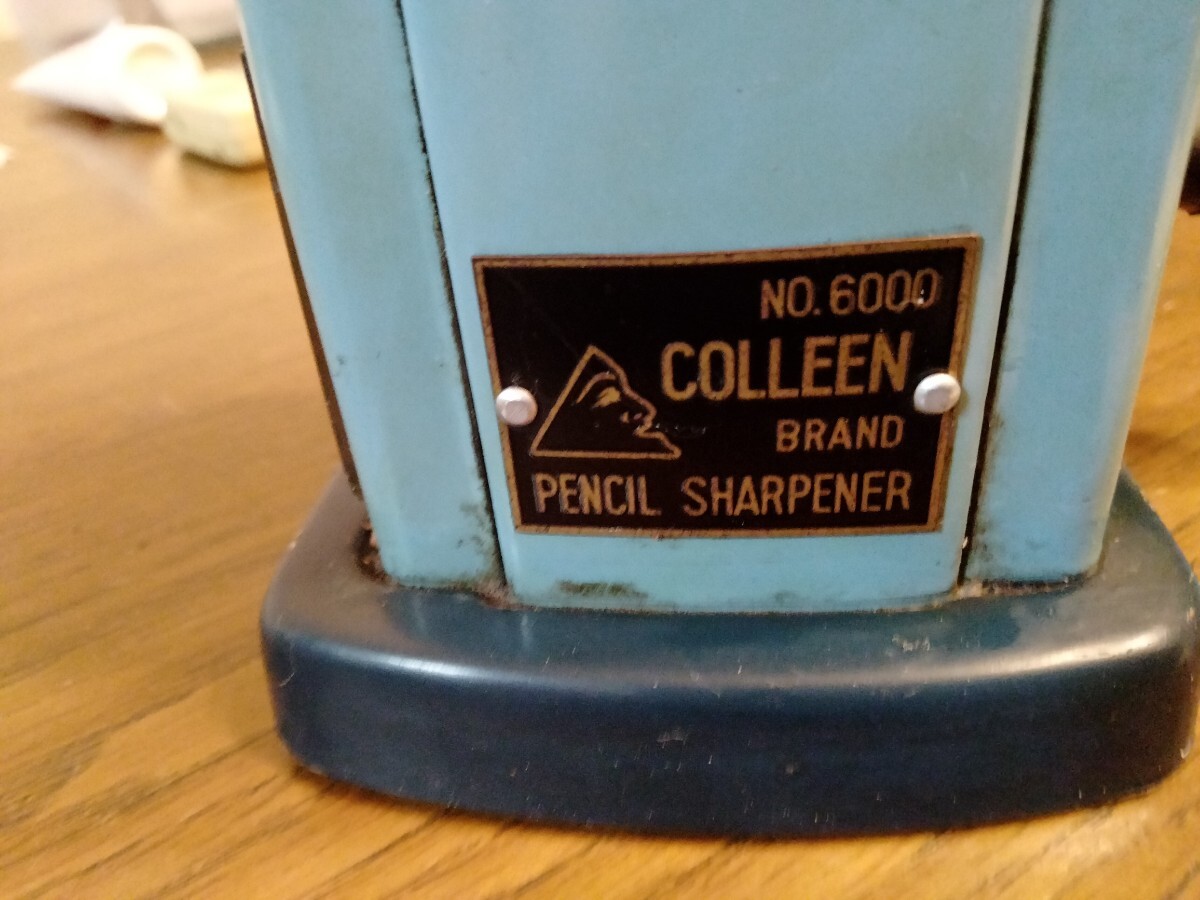 NO. 6000
COLLEEN
BRAND
PENCIL SHARPENER